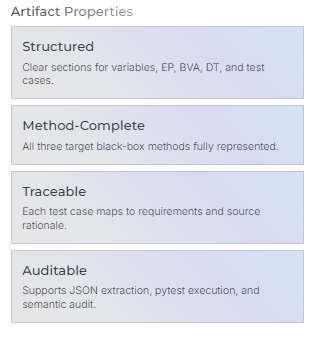 Artifact Properties
Structured
Clear sections for variables, EP, BVA, DT, and test
cases.
Method-Complete
All three target black-box methods fully represented.
Traceable
Each test case maps to requirements and source
rationale.
Auditable
Supports JSON extraction, pytest execution, and
semantic audit.